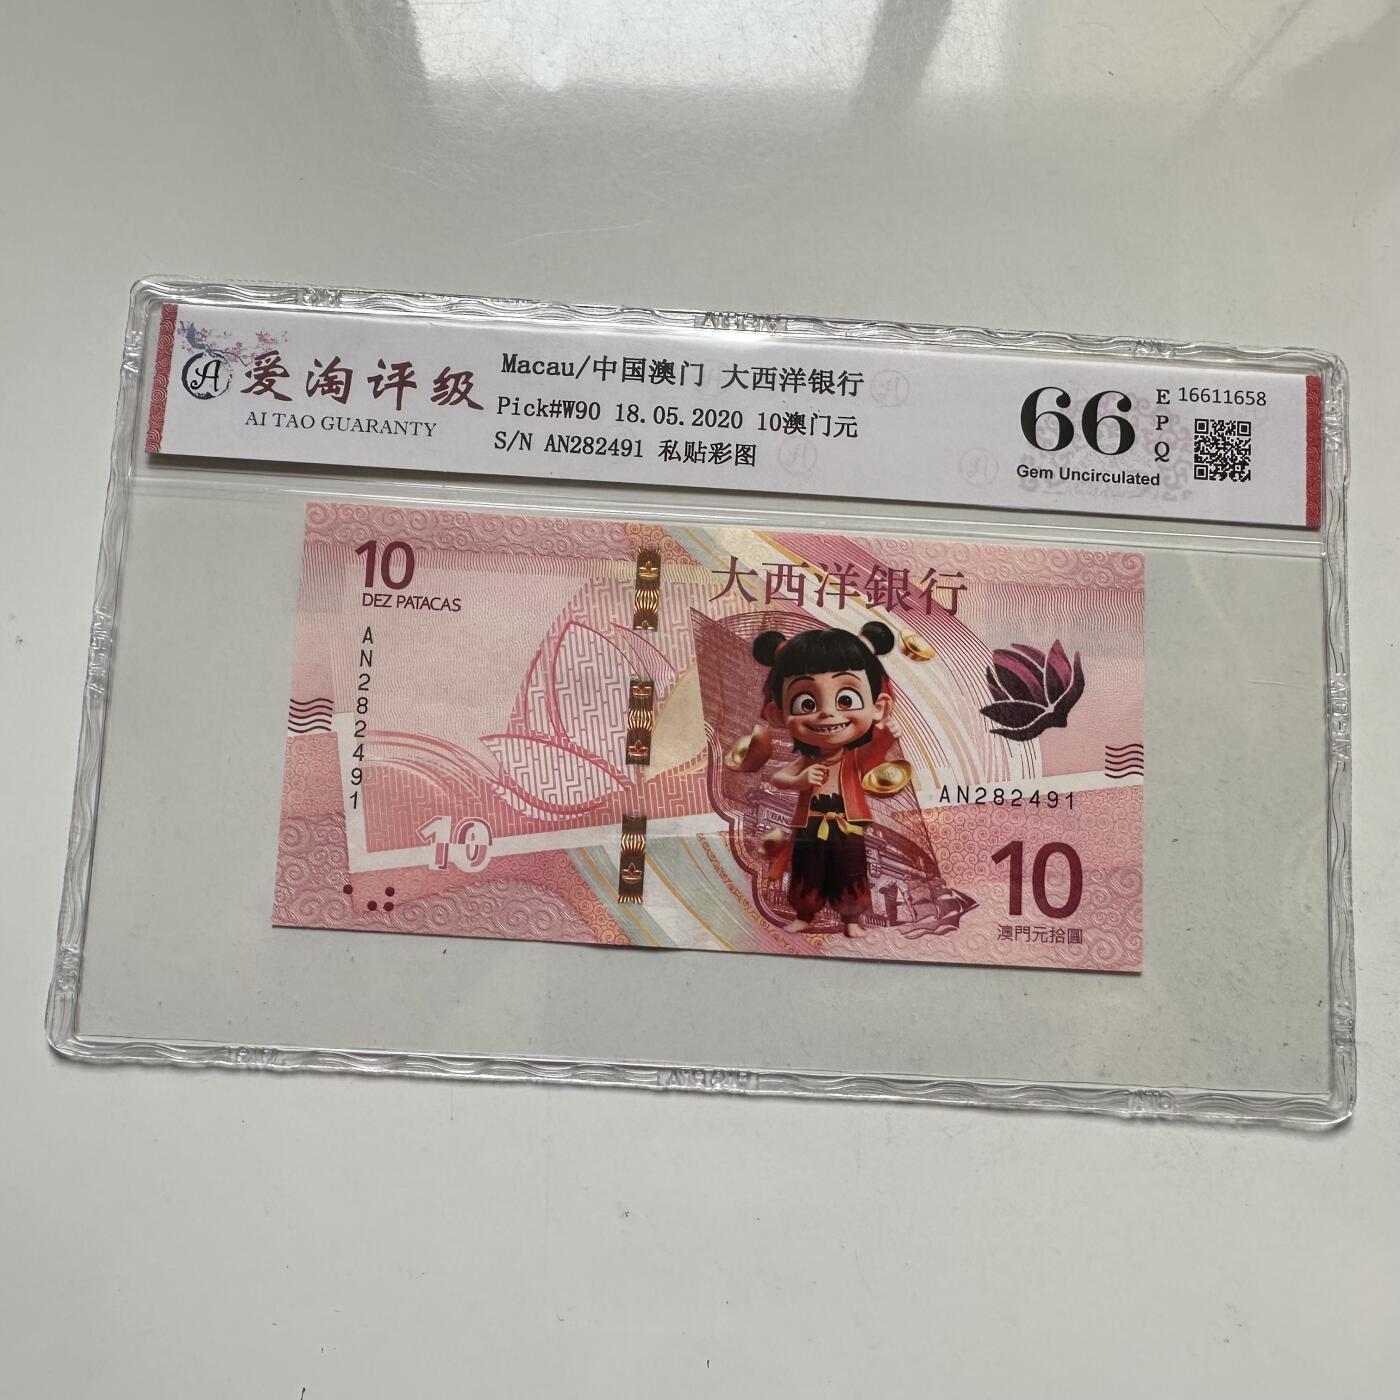 爱淘评级
AI TAO GUARANTY
Macau/中国澳门 大西洋银行
Pick#W90 18.05.2020 10澳门元
S/N AN282491 私贴彩图
66
EPQ
Gem Uncirculated
16611658
10
DEZ PATACAS
AN282491
10
大西洋銀行
AN282491
10
澳門元拾圓